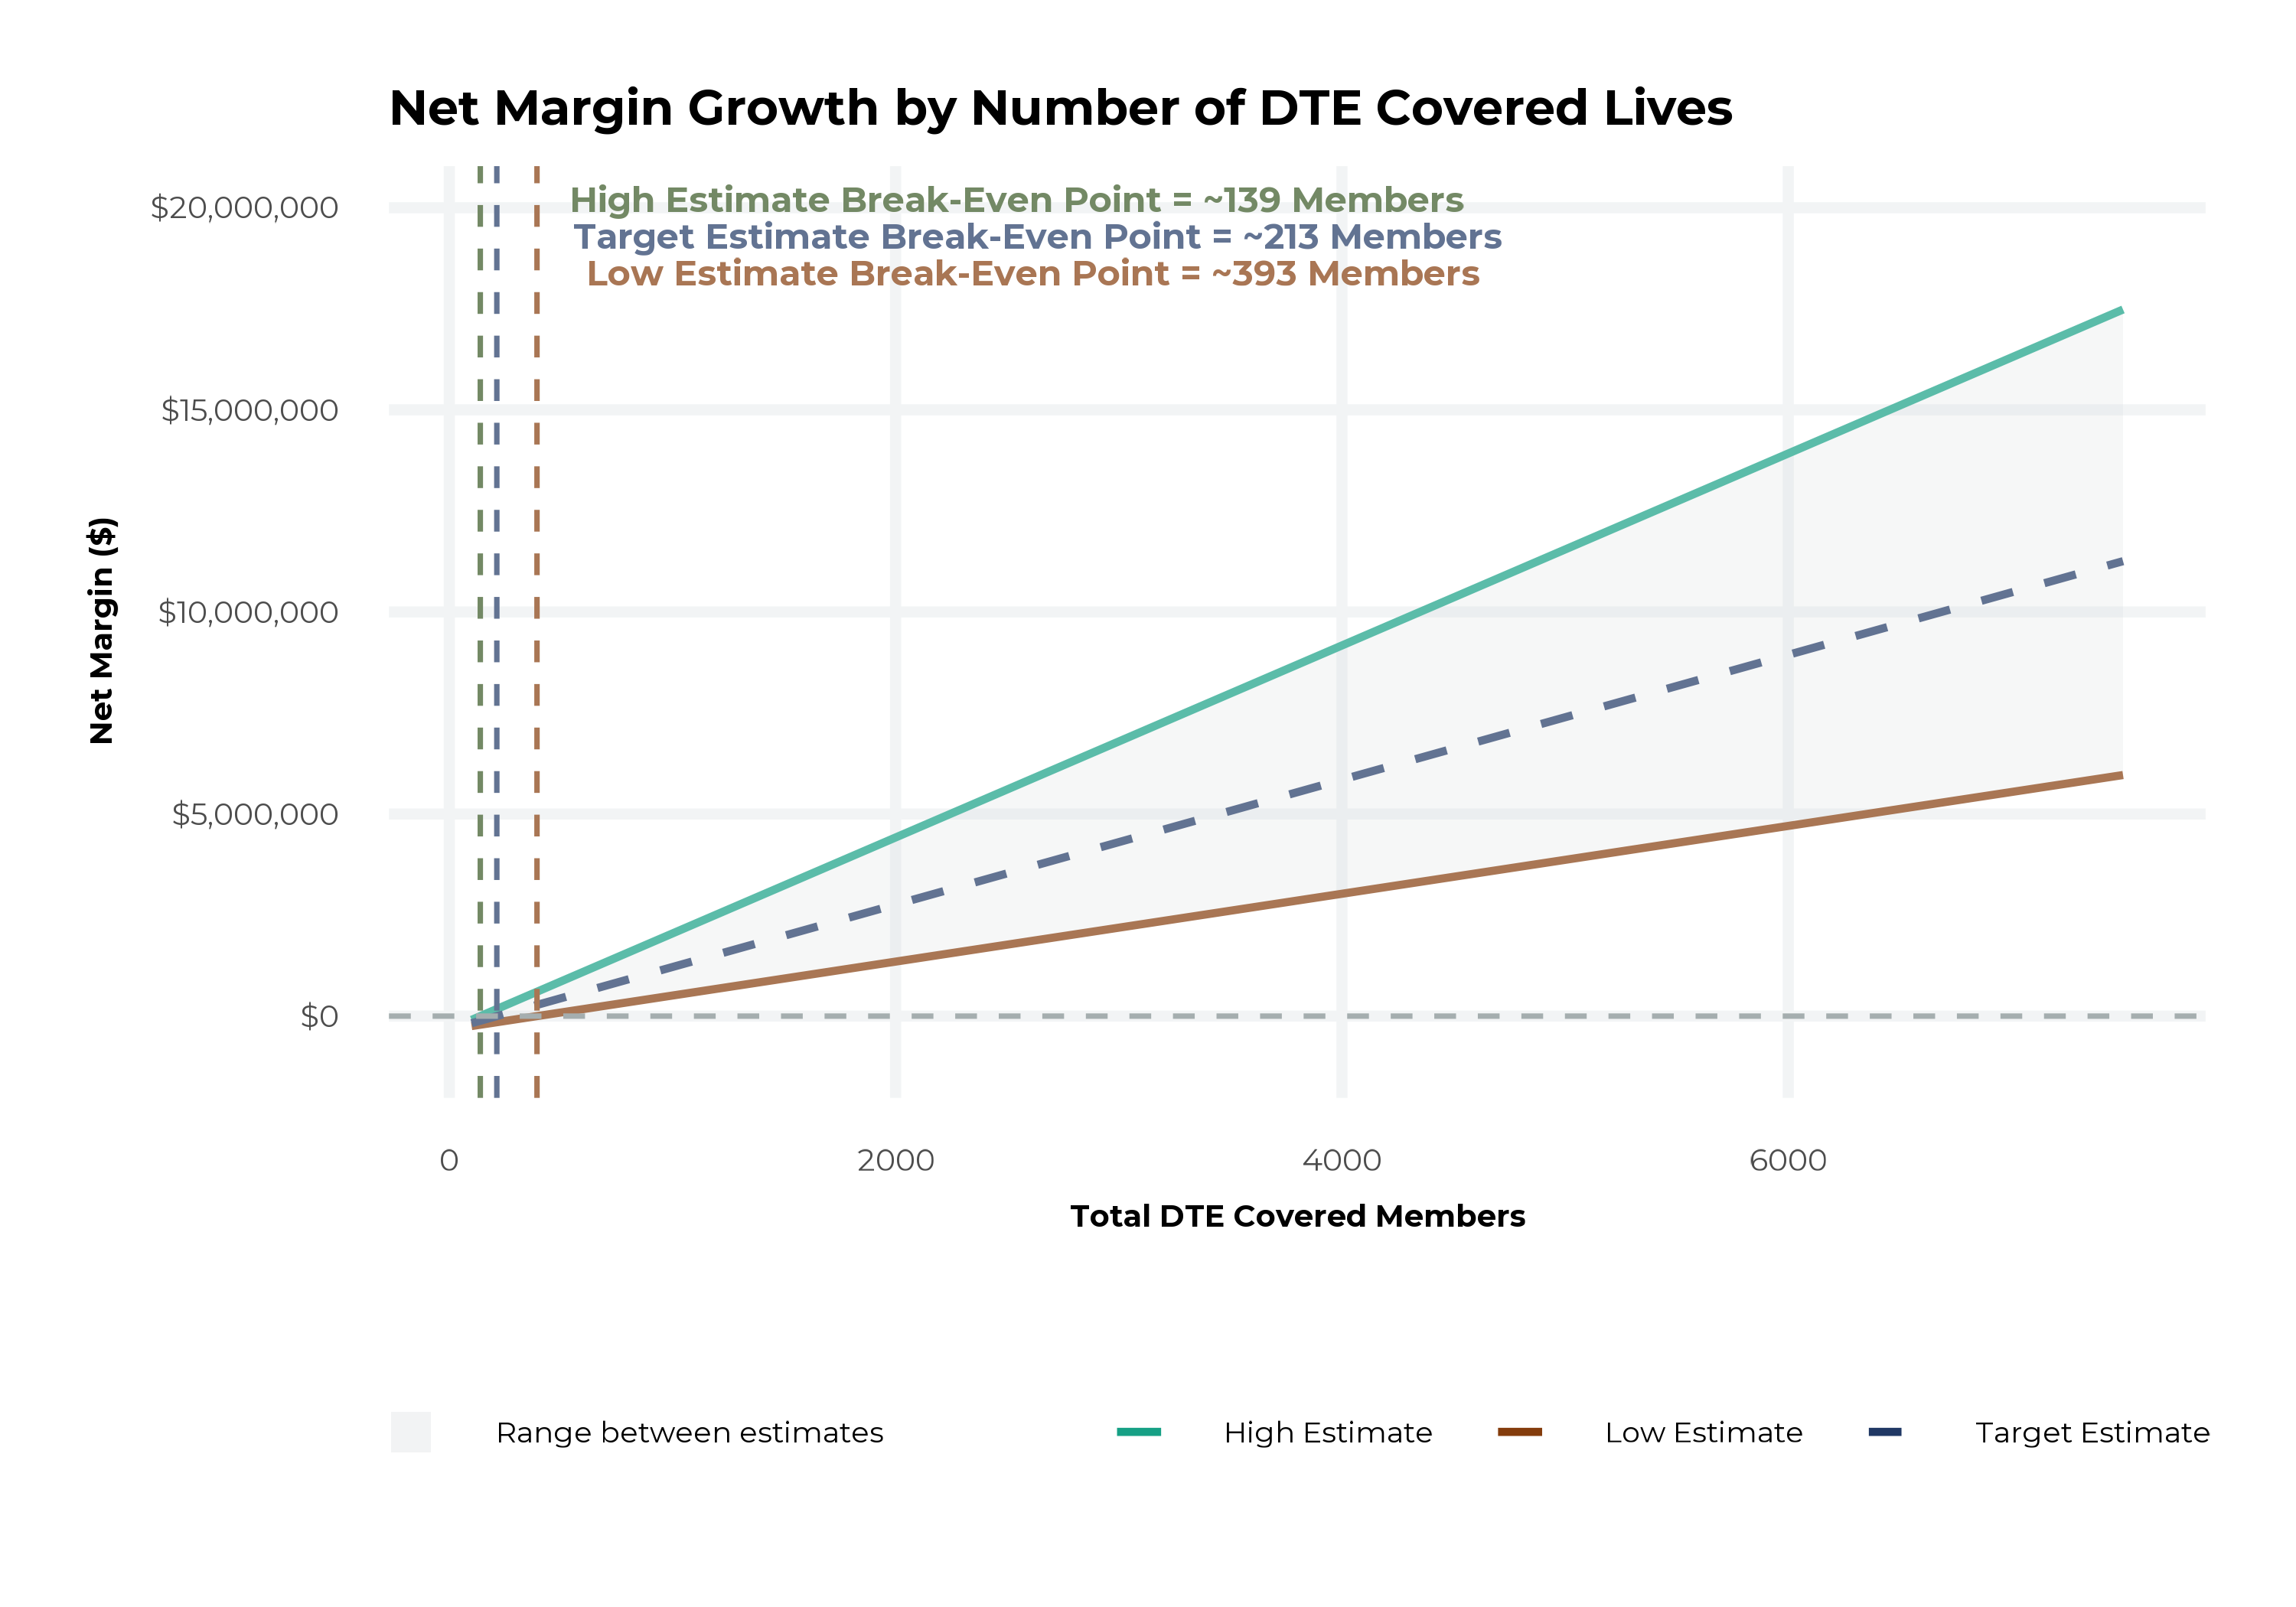 Net Margin Growth by Number of DTE Covered Lives
High Estimate Break-Even Point = ~139 Members
Target Estimate Break-Even Point = ~213 Members
Low Estimate Break-Even Point = ~393 Members
$20,000,000
$15,000,000
$10,000,000
$5,000,000
$0
Net Margin ($)
0 2000 4000 6000
Total DTE Covered Members
Range between estimates High Estimate Low Estimate Target Estimate